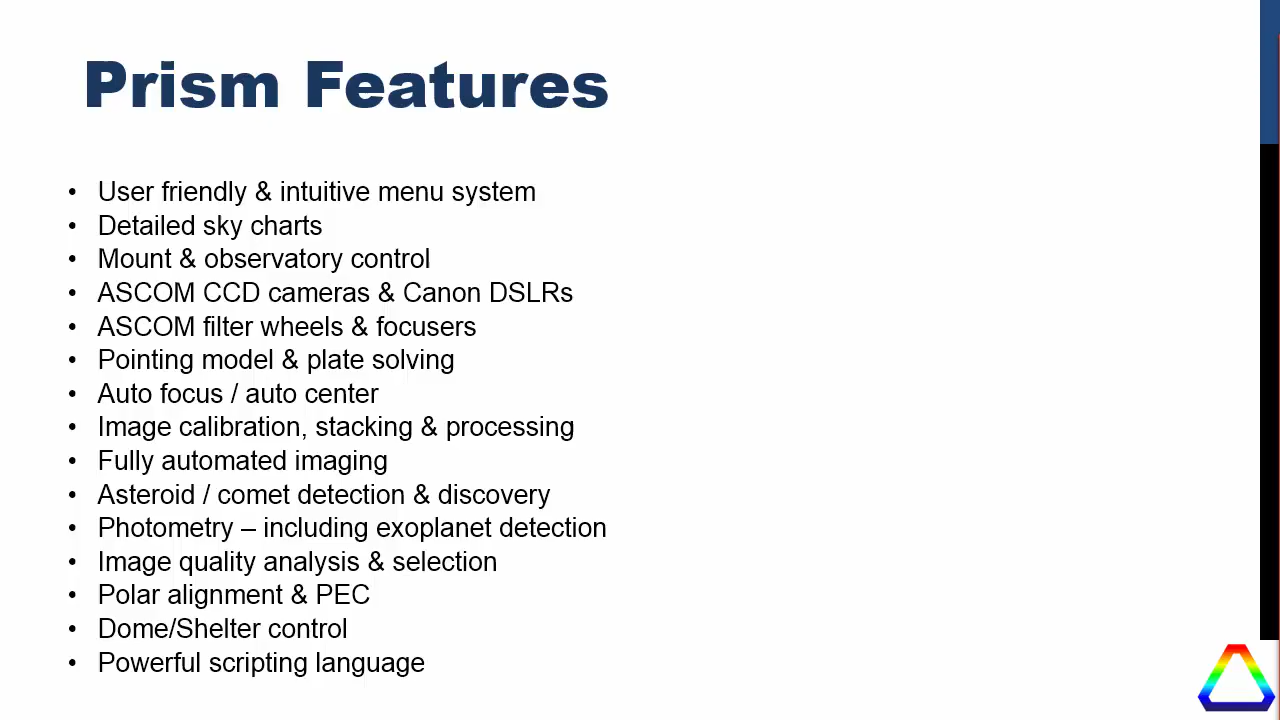 Prism Features
• User friendly & intuitive menu system
• Detailed sky charts
• Mount & observatory control
• ASCOM CCD cameras & Canon DSLRs
• ASCOM filter wheels & focusers
• Pointing model & plate solving
• Auto focus / auto center
• Image calibration, stacking & processing
• Fully automated imaging
• Asteroid / comet detection & discovery
• Photometry – including exoplanet detection
• Image quality analysis & selection
• Polar alignment & PEC
• Dome/Shelter control
• Powerful scripting language